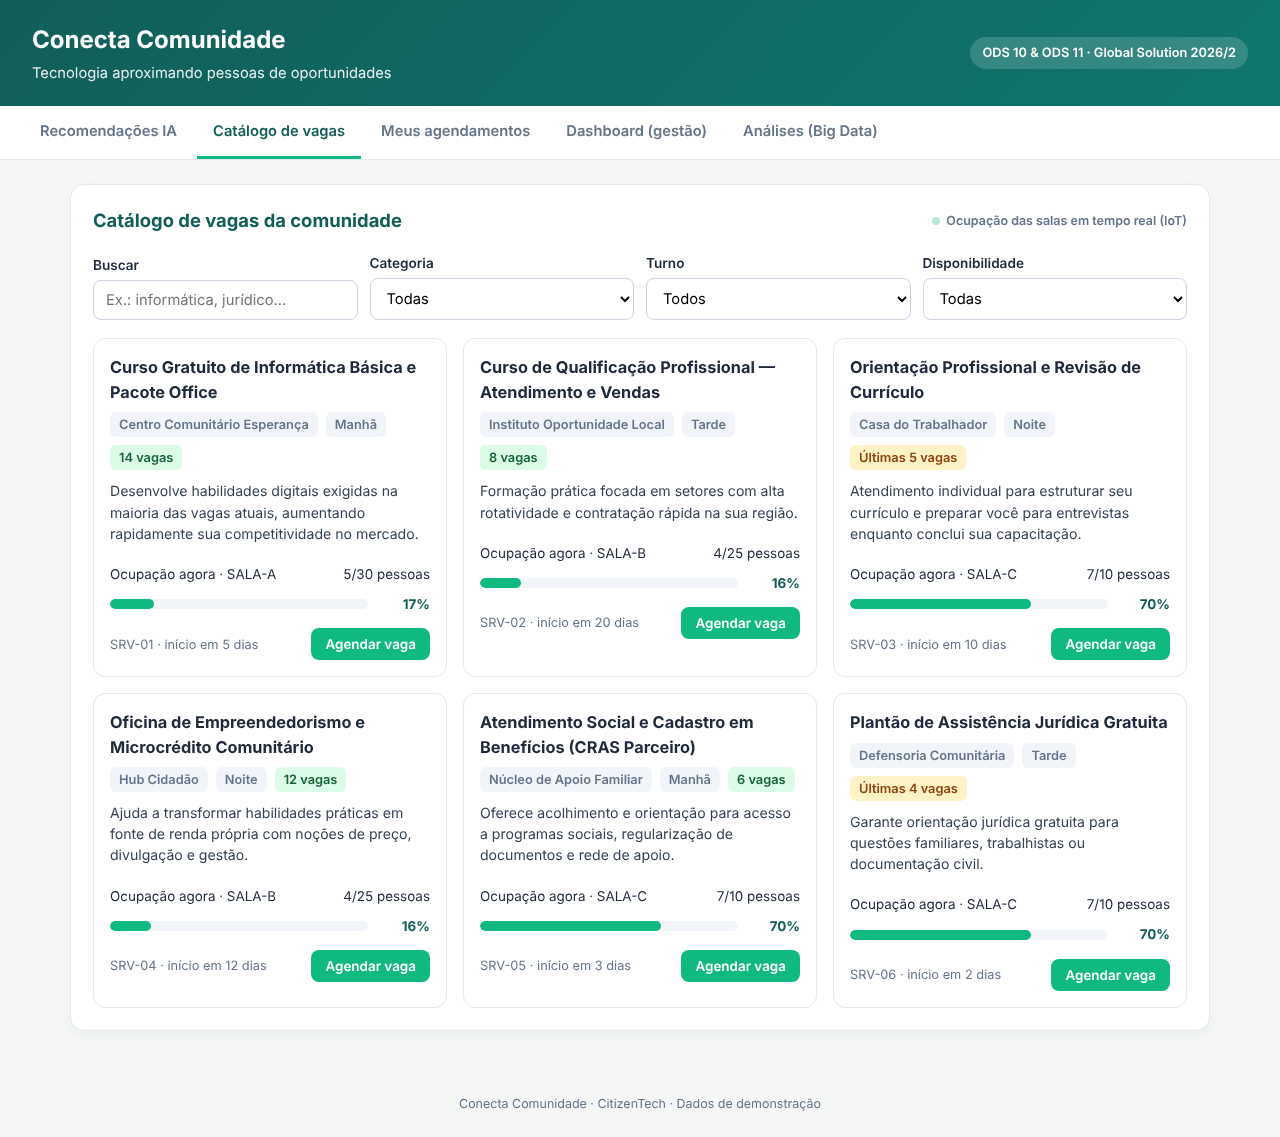 Conecta Comunidade
Tecnologia aproximando pessoas de oportunidades
ODS 10 & ODS 11 · Global Solution 2026/2
Recomendações IA
Catálogo de vagas
Meus agendamentos
Dashboard (gestão)
Análises (Big Data)
Catálogo de vagas da comunidade
Ocupação das salas em tempo real (IoT)
Buscar
Ex.: informática, jurídico...
Categoria
Todas
Turno
Todos
Disponibilidade
Todas
Curso Gratuito de Informática Básica e
Pacote Office
Centro Comunitário Esperança
Manhã
14 vagas
Desenvolve habilidades digitais exigidas na
maioria das vagas atuais, aumentando
rapidamente sua competitividade no mercado.
Ocupação agora · SALA-A
5/30 pessoas
17%
SRV-01 · início em 5 dias
Agendar vaga
Curso de Qualificação Profissional —
Atendimento e Vendas
Instituto Oportunidade Local
Tarde
8 vagas
Formação prática focada em setores com alta
rotatividade e contratação rápida na sua região.
Ocupação agora · SALA-B
4/25 pessoas
16%
SRV-02 · início em 20 dias
Agendar vaga
Orientação Profissional e Revisão de
Currículo
Casa do Trabalhador
Noite
Últimas 5 vagas
Atendimento individual para estruturar seu
currículo e preparar você para entrevistas
enquanto conclui sua capacitação.
Ocupação agora · SALA-C
7/10 pessoas
70%
SRV-03 · início em 10 dias
Agendar vaga
Oficina de Empreendedorismo e
Microcrédito Comunitário
Hub Cidadão
Noite
12 vagas
Ajuda a transformar habilidades práticas em
fonte de renda própria com noções de preço,
divulgação e gestão.
Ocupação agora · SALA-B
4/25 pessoas
16%
SRV-04 · início em 12 dias
Agendar vaga
Atendimento Social e Cadastro em
Benefícios (CRAS Parceiro)
Núcleo de Apoio Familiar
Manhã
6 vagas
Oferece acolhimento e orientação para acesso
a programas sociais, regularização de
documentos e rede de apoio.
Ocupação agora · SALA-C
7/10 pessoas
70%
SRV-05 · início em 3 dias
Agendar vaga
Plantão de Assistência Jurídica Gratuita
Defensoria Comunitária
Tarde
Últimas 4 vagas
Garante orientação jurídica gratuita para
questões familiares, trabalhistas ou
documentação civil.
Ocupação agora · SALA-C
7/10 pessoas
70%
SRV-06 · início em 2 dias
Agendar vaga
Conecta Comunidade · CitizenTech · Dados de demonstração